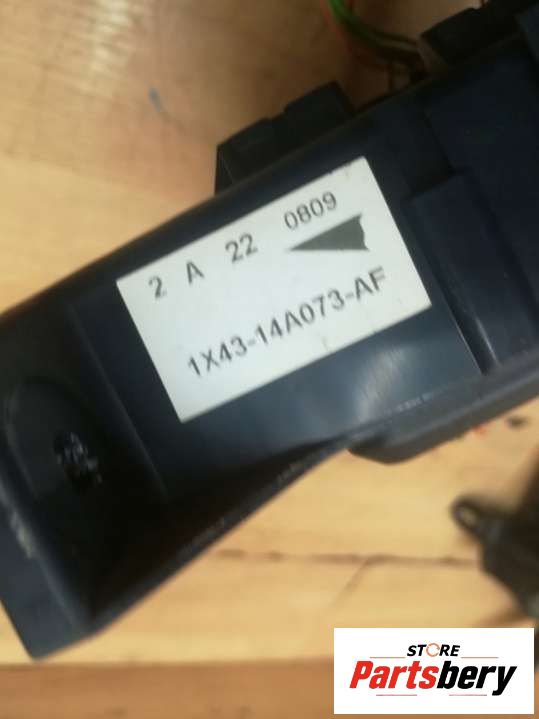 2 A 22 0809
1X43-14A073-AF
STORE
Partsbery